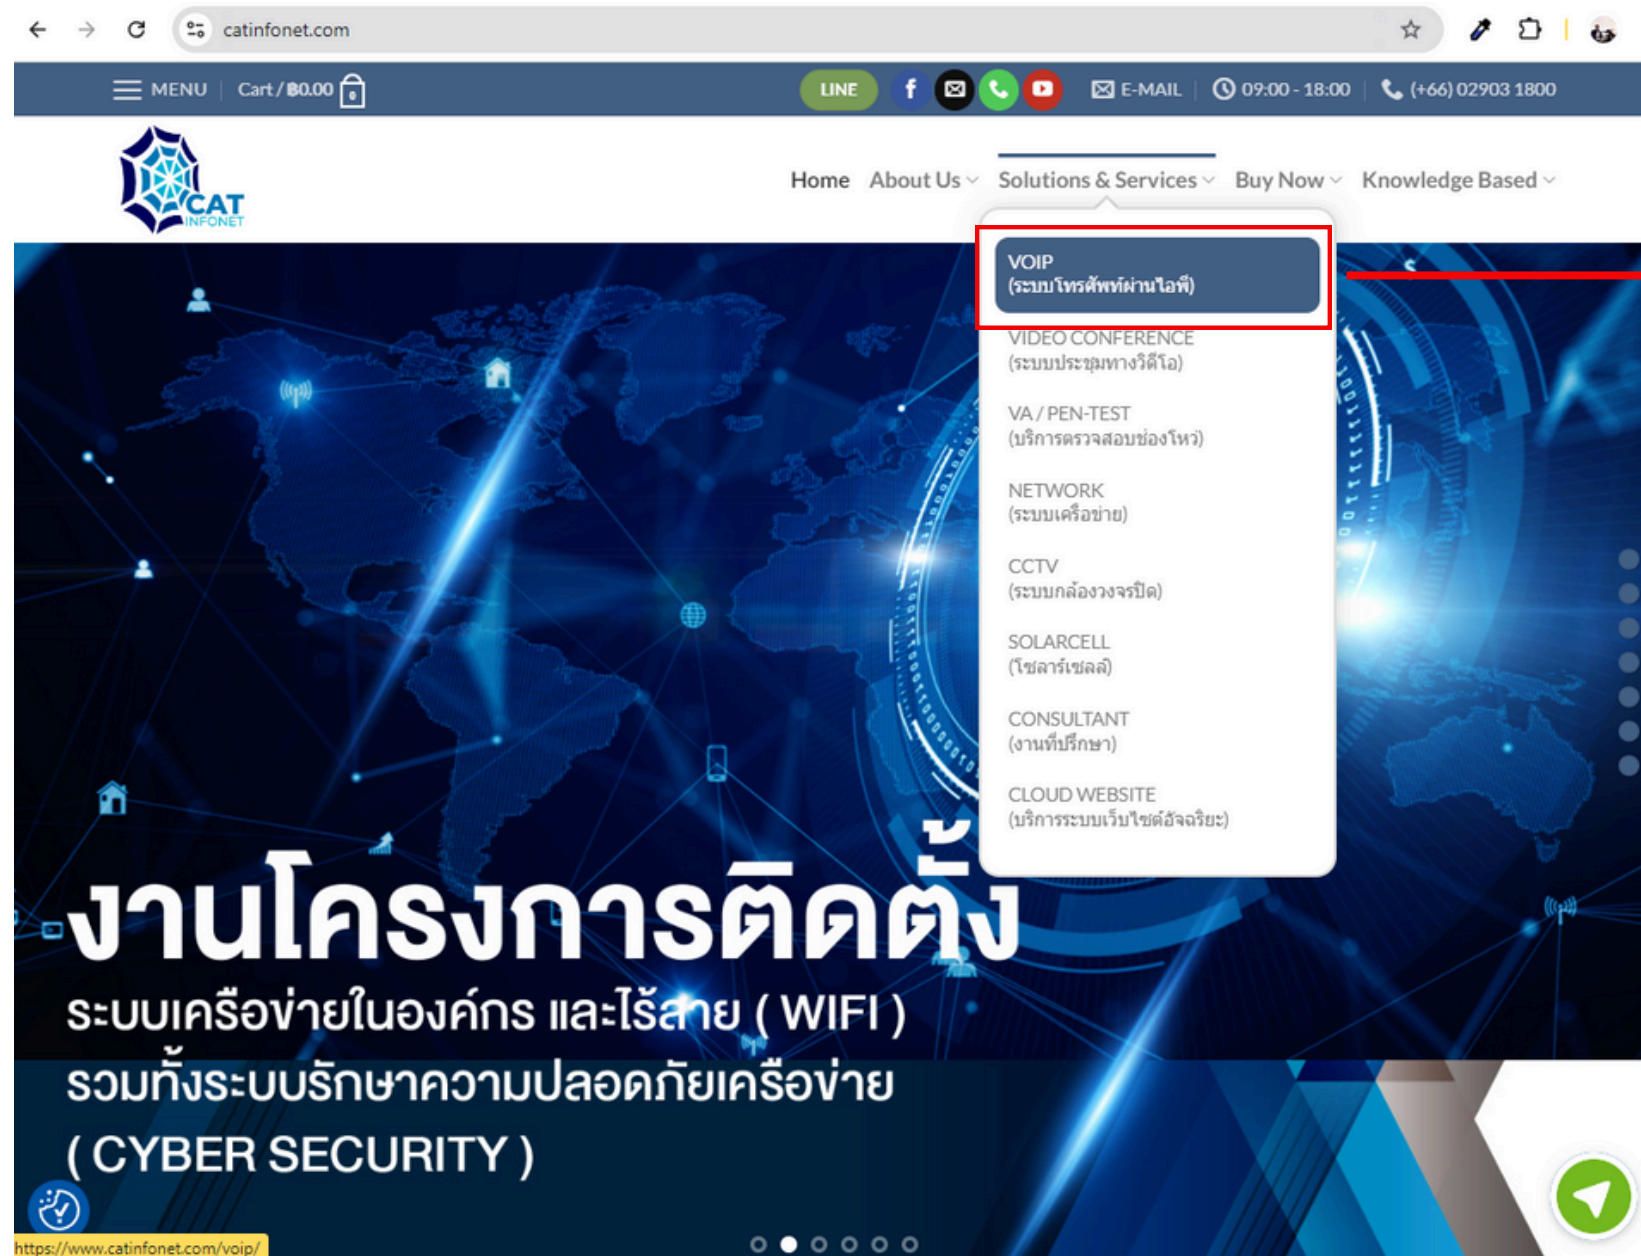 catinfonet.com
MENU
Cart / ฿0.00
0
LINE
E-MAIL
09:00 - 18:00
(+66) 02903 1800
CAT
INFONET
Home
About Us
Solutions & Services
Buy Now
Knowledge Based
VOIP
(ระบบโทรศัพท์ผ่านไอพี)
VIDEO CONFERENCE
(ระบบประชุมทางวิดีโอ)
VA / PEN-TEST
(บริการตรวจสอบช่องโหว่)
NETWORK
(ระบบเครือข่าย)
CCTV
(ระบบกล้องวงจรปิด)
SOLARCELL
(โซลาร์เซลล์)
CONSULTANT
(งานที่ปรึกษา)
CLOUD WEBSITE
(บริการระบบเว็บไซต์อัจฉริยะ)
งานโครงการติดตั้ง
ระบบเครือข่ายในองค์กร และไร้สาย ( WIFI )
รวมทั้งระบบรักษาความปลอดภัยเครือข่าย
( CYBER SECURITY )
https://www.catinfonet.com/voip/